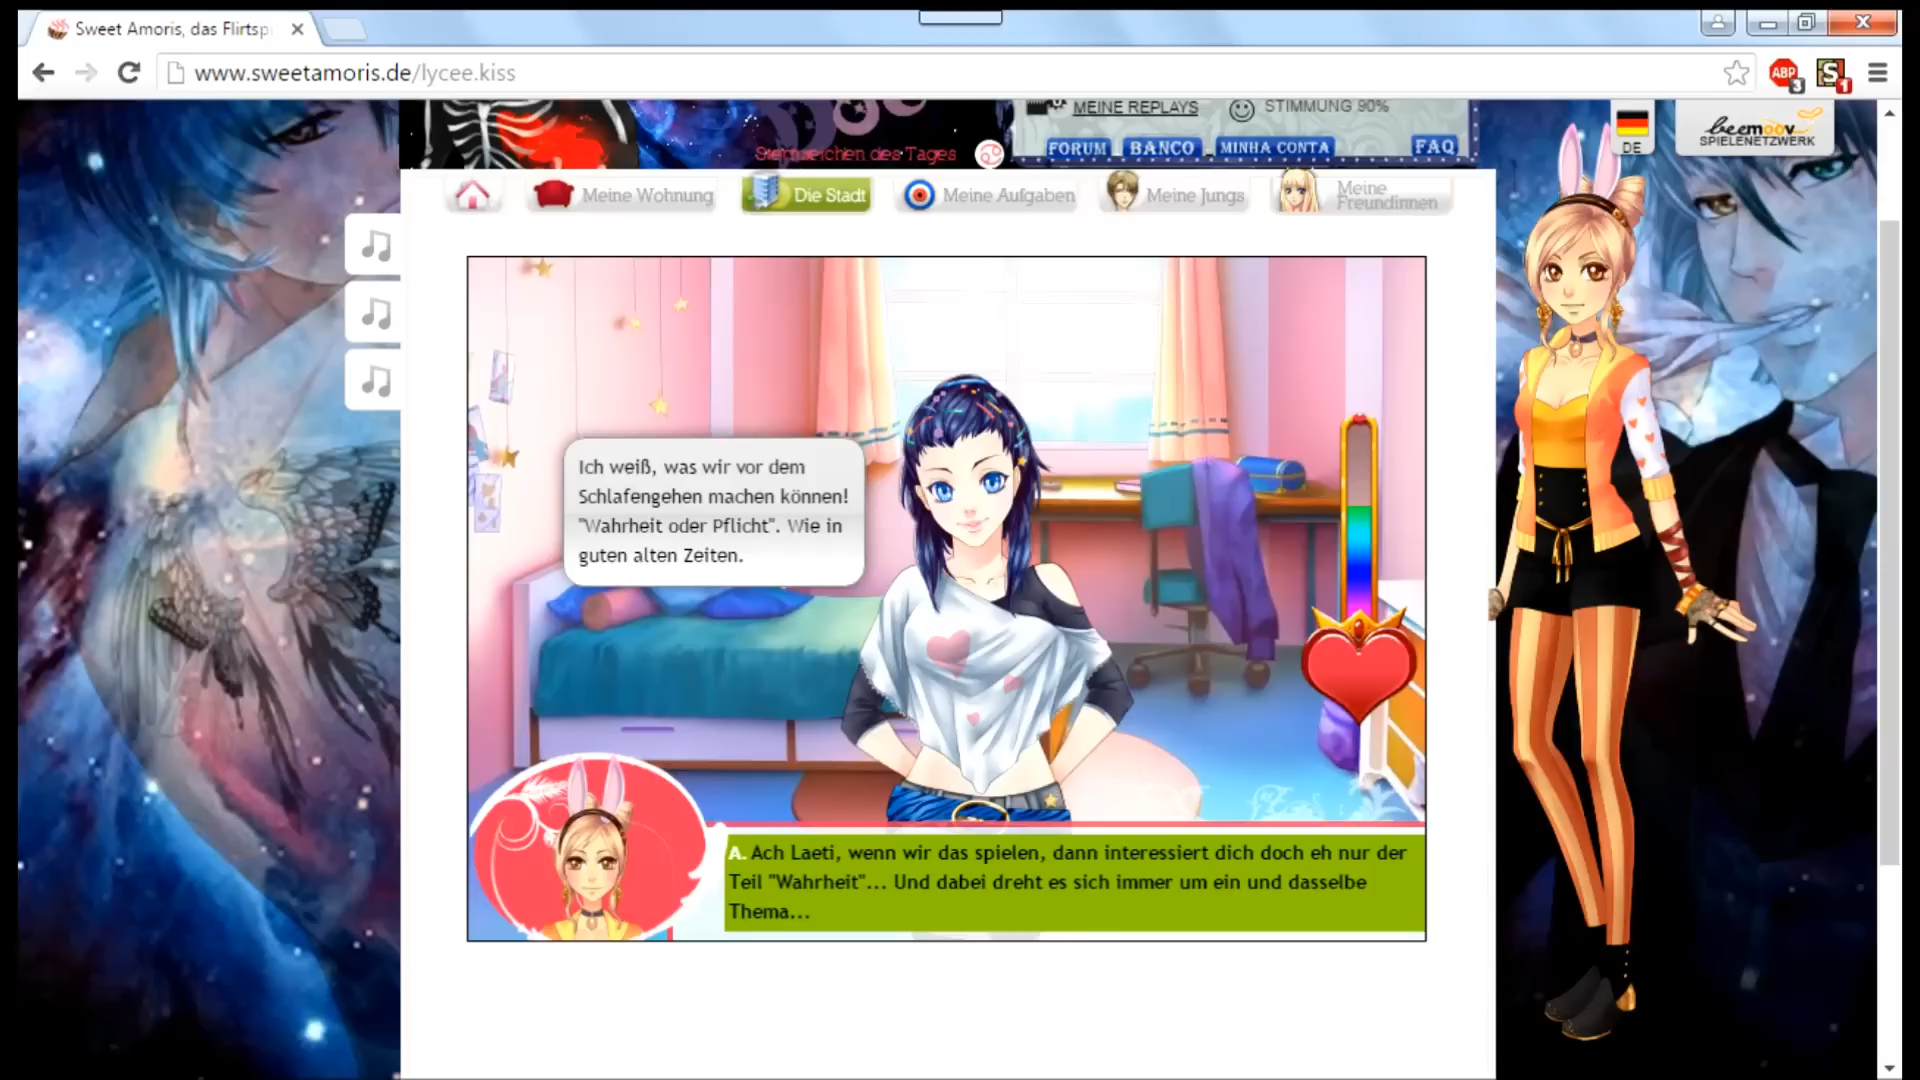 Sweet Amoris, das Flirtsp
www.sweetamoris.de/lycee.kiss
ABP
3
S
1
MEINE REPLAYS
STIMMUNG 90%
Sternzeichen des Tages
FORUM
BANCO
MINHA CONTA
FAQ
DE
beemoov
SPIELENETZWERK
Meine Wohnung
Die Stadt
Meine Aufgaben
Meine Jungs
Meine
Freundinnen
Ich weiß, was wir vor dem
Schlafengehen machen können!
"Wahrheit oder Pflicht". Wie in
guten alten Zeiten.
A. Ach Laeti, wenn wir das spielen, dann interessiert dich doch eh nur der
Teil "Wahrheit"... Und dabei dreht es sich immer um ein und dasselbe
Thema...